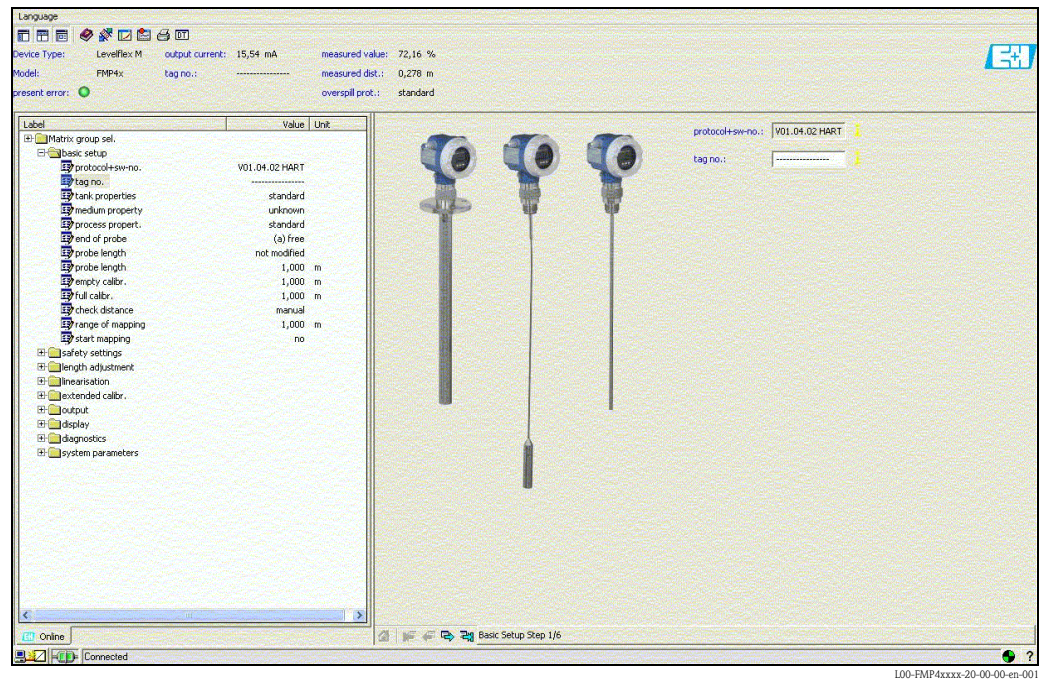 Language
DT
Device Type: Levelflex M output current: 15,54 mA measured value: 72,16 %
Model: FMP4x tag no.: ---------------- measured dist.: 0,278 m
present error: overspill prot.: standard
E+H
Label Value Unit
Matrix group sel.
basic setup
protocol+sw-no. V01.04.02 HART
tag no. ----------------
tank properties standard
medium property unknown
process propert. standard
end of probe (a) free
probe length not modified
probe length 1,000 m
empty calibr. 1,000 m
full calibr. 1,000 m
check distance manual
range of mapping 1,000 m
start mapping no
safety settings
length adjustment
linearisation
extended calibr.
output
display
diagnostics
system parameters
protocol+sw-no.: V01.04.02 HART
tag no.: ----------------
Online
Basic Setup Step 1/6
Connected
?
L00-FMP4xxxx-20-00-00-en-001